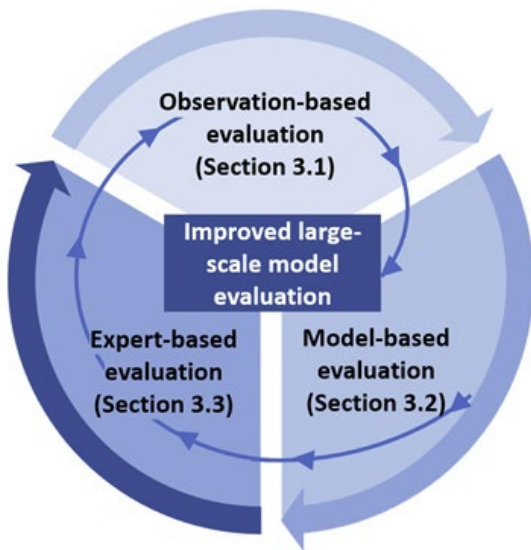 Observation-based
evaluation
(Section 3.1)
Improved large-
scale model
evaluation
Expert-based
evaluation
(Section 3.3)
Model-based
evaluation
(Section 3.2)